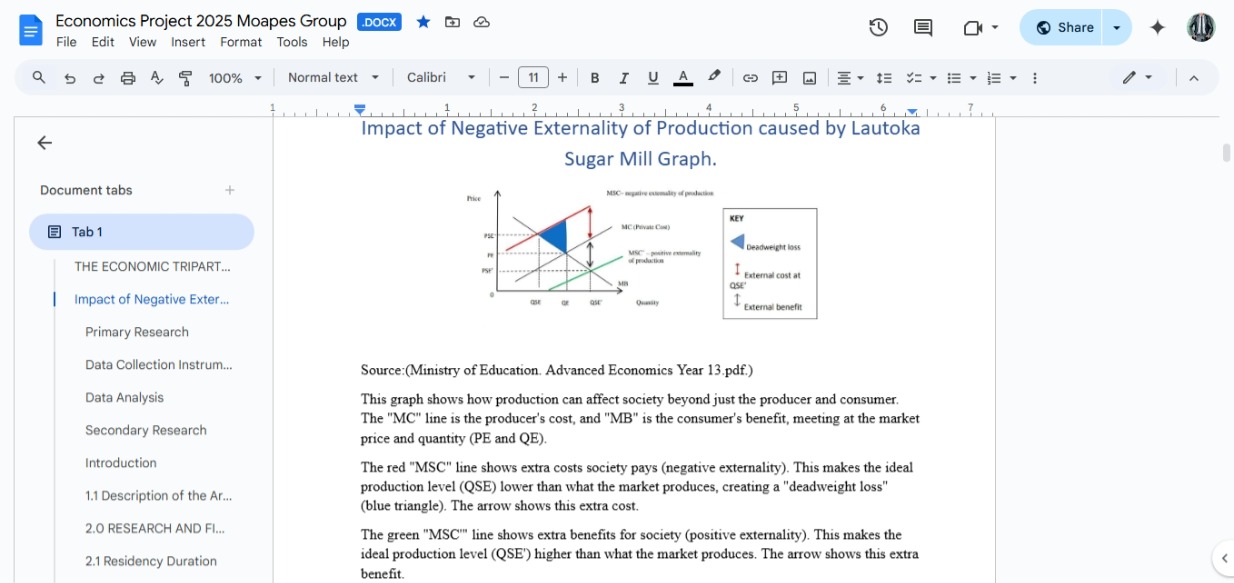 Economics Project 2025 Moapes Group .DOCX
File Edit View Insert Format Tools Help
Share
100% Normal text Calibri 11 B I U A
1 1 2 3 4 5 6 7
Document tabs
Tab 1
THE ECONOMIC TRIPART...
Impact of Negative Exter...
Primary Research
Data Collection Instrum...
Data Analysis
Secondary Research
Introduction
1.1 Description of the Ar...
2.0 RESEARCH AND FI...
2.1 Residency Duration
Impact of Negative Externality of Production caused by Lautoka
Sugar Mill Graph.
Price
MSC– negative externality of production
MC (Private Cost)
PSE
PE
MSC' – positive externality
of production
PSE'
MB
0
QSE QE QSE' Quantity
KEY
Deadweight loss
External cost at
QSE'
External benefit
Source:(Ministry of Education. Advanced Economics Year 13.pdf.)
This graph shows how production can affect society beyond just the producer and consumer.
The "MC" line is the producer's cost, and "MB" is the consumer's benefit, meeting at the market
price and quantity (PE and QE).
The red "MSC" line shows extra costs society pays (negative externality). This makes the ideal
production level (QSE) lower than what the market produces, creating a "deadweight loss"
(blue triangle). The arrow shows this extra cost.
The green "MSC'" line shows extra benefits for society (positive externality). This makes the
ideal production level (QSE') higher than what the market produces. The arrow shows this extra
benefit.